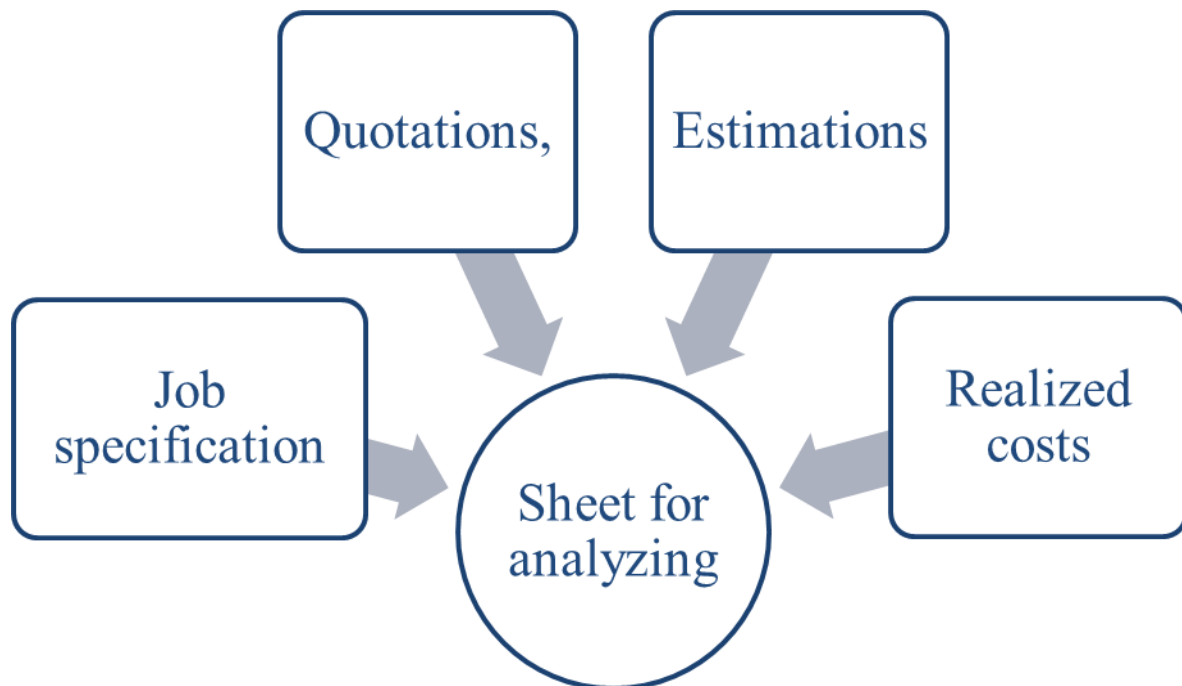 Quotations,
Estimations
Job
specification
Realized
costs
Sheet for
analyzing